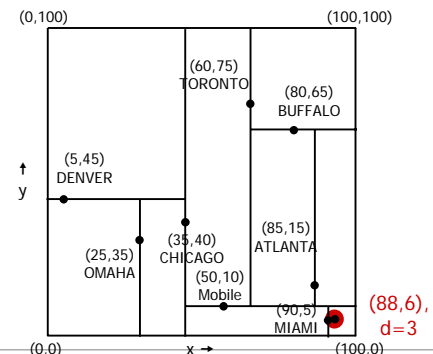 (0,100)
(100,100)
(60,75)
TORONTO
(80,65)
BUFFALO
(5,45)
DENVER
y
(25,35)
OMAHA
(35,40)
CHICAGO
(85,15)
ATLANTA
(50,10)
Mobile
(90,5)
MIAMI
(88,6),
d=3
(0,0)
x →
(100,0)